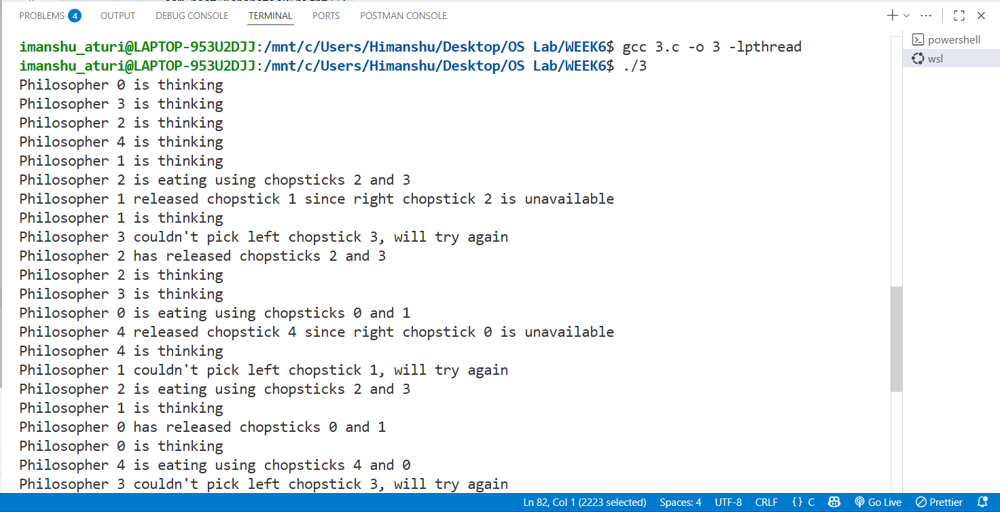 PROBLEMS 4 OUTPUT DEBUG CONSOLE TERMINAL PORTS POSTMAN CONSOLE
powershell
wsl
imanshu_aturi@LAPTOP-953U2DJJ:/mnt/c/Users/Himanshu/Desktop/OS Lab/WEEK6$ gcc 3.c -o 3 -lpthread
imanshu_aturi@LAPTOP-953U2DJJ:/mnt/c/Users/Himanshu/Desktop/OS Lab/WEEK6$ ./3
Philosopher 0 is thinking
Philosopher 3 is thinking
Philosopher 2 is thinking
Philosopher 4 is thinking
Philosopher 1 is thinking
Philosopher 2 is eating using chopsticks 2 and 3
Philosopher 1 released chopstick 1 since right chopstick 2 is unavailable
Philosopher 1 is thinking
Philosopher 3 couldn't pick left chopstick 3, will try again
Philosopher 2 has released chopsticks 2 and 3
Philosopher 2 is thinking
Philosopher 3 is thinking
Philosopher 0 is eating using chopsticks 0 and 1
Philosopher 4 released chopstick 4 since right chopstick 0 is unavailable
Philosopher 4 is thinking
Philosopher 1 couldn't pick left chopstick 1, will try again
Philosopher 2 is eating using chopsticks 2 and 3
Philosopher 1 is thinking
Philosopher 0 has released chopsticks 0 and 1
Philosopher 0 is thinking
Philosopher 4 is eating using chopsticks 4 and 0
Philosopher 3 couldn't pick left chopstick 3, will try again
Ln 82, Col 1 (2223 selected) Spaces: 4 UTF-8 CRLF {} C Go Live Prettier